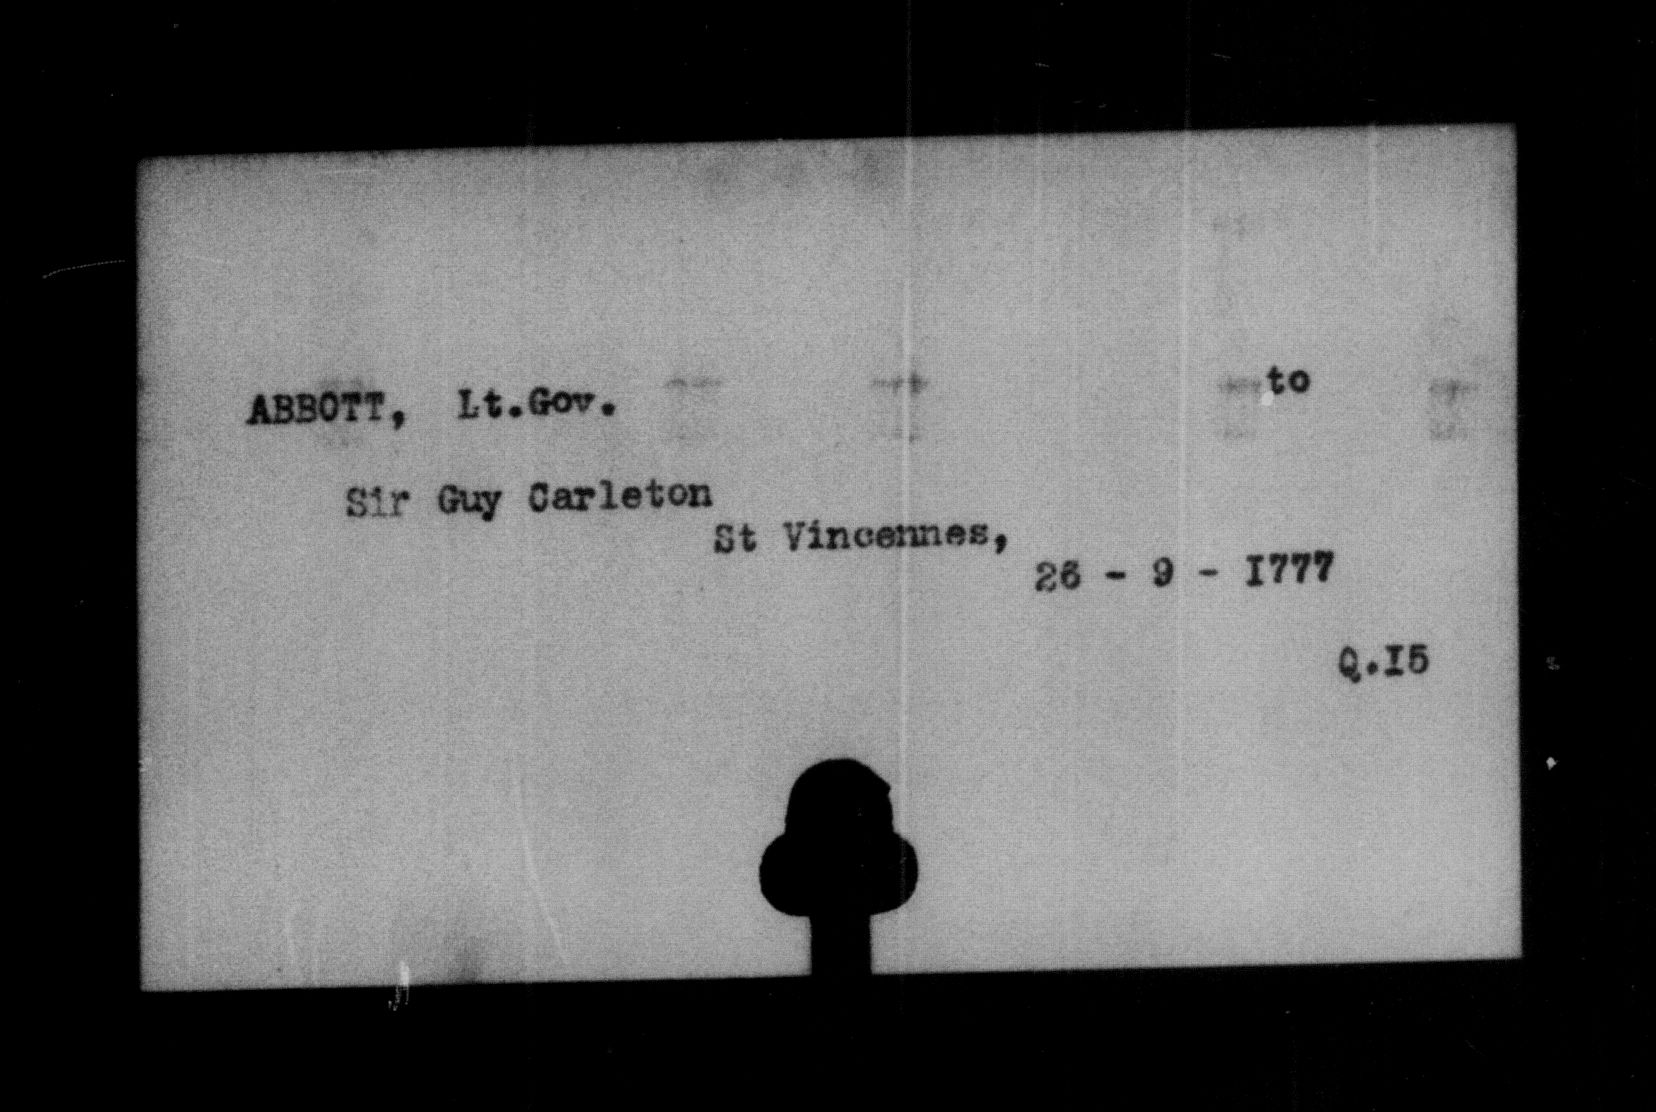 ABBOTT, Lt.Gov. to
Sir Guy Carleton
St Vincennes,
26 - 9 - I777
Q.I5